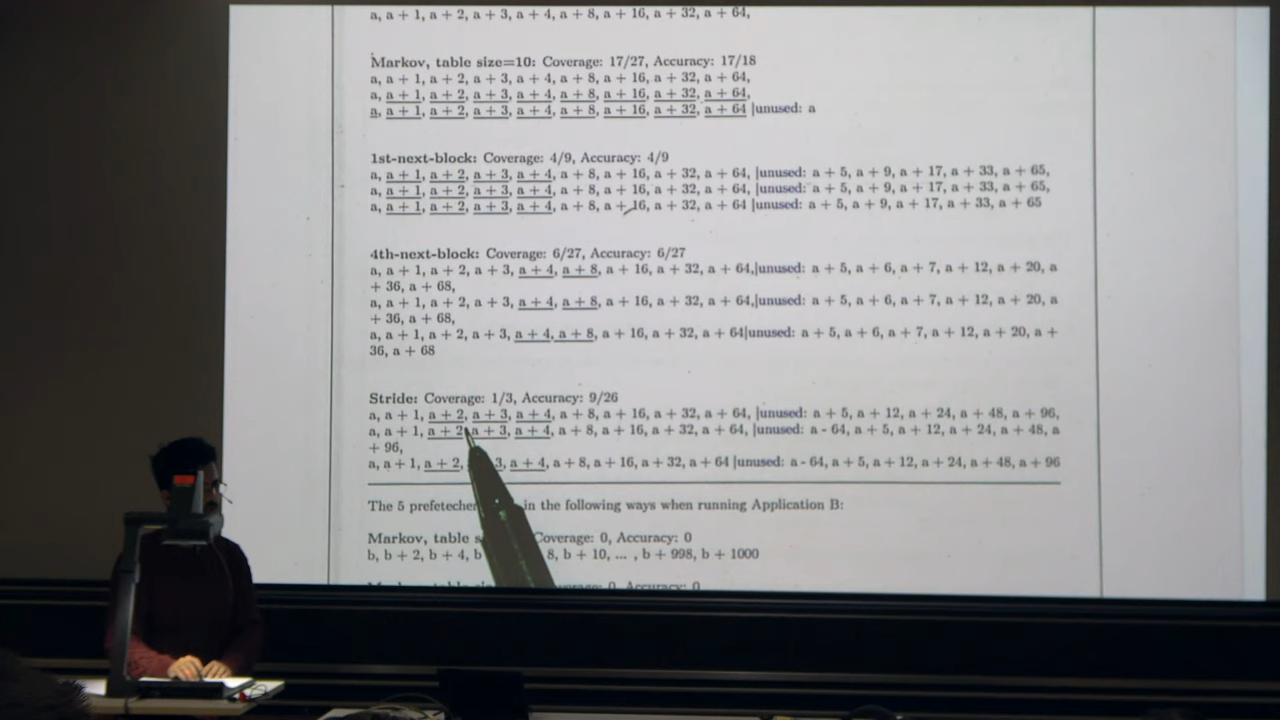 a, a + 1, a + 2, a + 3, a + 4, a + 8, a + 16, a + 32, a + 64,
Markov, table size=10: Coverage: 17/27, Accuracy: 17/18
a, a + 1, a + 2, a + 3, a + 4, a + 8, a + 16, a + 32, a + 64,
a, a + 1, a + 2, a + 3, a + 4, a + 8, a + 16, a + 32, a + 64,
a, a + 1, a + 2, a + 3, a + 4, a + 8, a + 16, a + 32, a + 64 |unused: a
1st-next-block: Coverage: 4/9, Accuracy: 4/9
a, a + 1, a + 2, a + 3, a + 4, a + 8, a + 16, a + 32, a + 64, |unused: a + 5, a + 9, a + 17, a + 33, a + 65,
a, a + 1, a + 2, a + 3, a + 4, a + 8, a + 16, a + 32, a + 64, |unused: a + 5, a + 9, a + 17, a + 33, a + 65,
a, a + 1, a + 2, a + 3, a + 4, a + 8, a + 16, a + 32, a + 64 |unused: a + 5, a + 9, a + 17, a + 33, a + 65
4th-next-block: Coverage: 6/27, Accuracy: 6/27
a, a + 1, a + 2, a + 3, a + 4, a + 8, a + 16, a + 32, a + 64,|unused: a + 5, a + 6, a + 7, a + 12, a + 20, a
+ 36, a + 68,
a, a + 1, a + 2, a + 3, a + 4, a + 8, a + 16, a + 32, a + 64,|unused: a + 5, a + 6, a + 7, a + 12, a + 20, a
+ 36, a + 68,
a, a + 1, a + 2, a + 3, a + 4, a + 8, a + 16, a + 32, a + 64|unused: a + 5, a + 6, a + 7, a + 12, a + 20, a +
36, a + 68
Stride: Coverage: 1/3, Accuracy: 9/26
a, a + 1, a + 2, a + 3, a + 4, a + 8, a + 16, a + 32, a + 64, |unused: a + 5, a + 12, a + 24, a + 48, a + 96,
a, a + 1, a + 2, a + 3, a + 4, a + 8, a + 16, a + 32, a + 64, |unused: a - 64, a + 5, a + 12, a + 24, a + 48, a
+ 96,
a, a + 1, a + 2, 3, a + 4, a + 8, a + 16, a + 32, a + 64 |unused: a - 64, a + 5, a + 12, a + 24, a + 48, a + 96
The 5 in the following ways when running Application B:
Markov, table Coverage: 0, Accuracy: 0
b, b + 2, b + 4, b 8, b + 10, ... , b + 998, b + 1000
0, Accuracy: 0